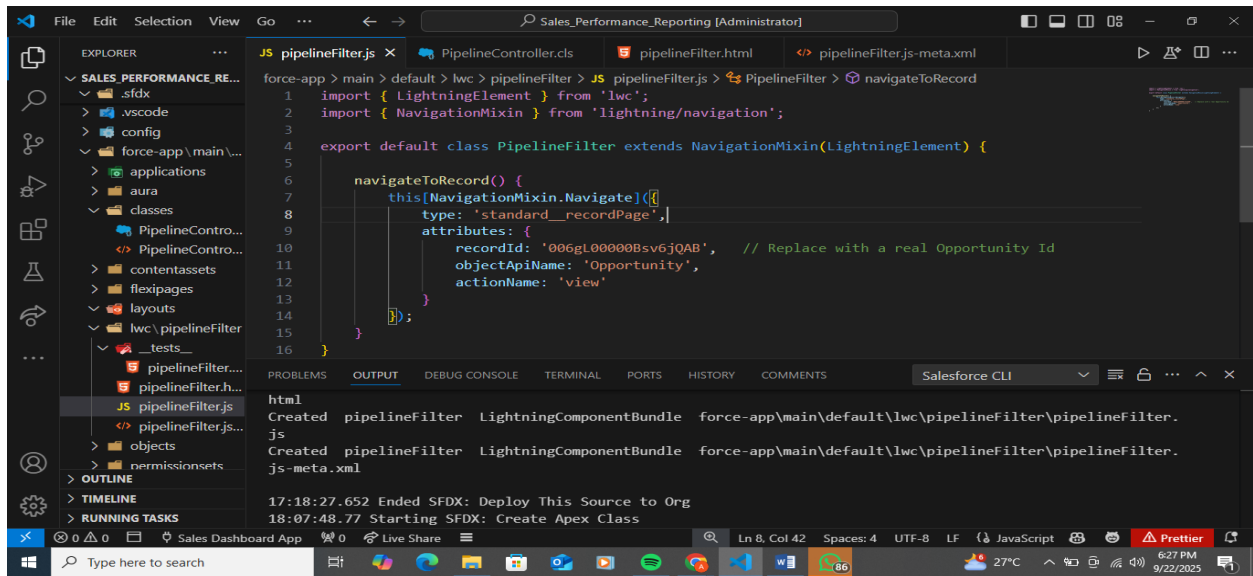 File Edit Selection View Go ··· ← → Sales_Performance_Reporting [Administrator]
EXPLORER ···
JS pipelineFilter.js × PipelineController.cls pipelineFilter.html pipelineFilter.js-meta.xml
SALES_PERFORMANCE_RE...
.sfdx
.vscode
config
force-app\main\...
applications
aura
classes
PipelineContro...
PipelineContro...
contentassets
flexipages
layouts
lwc\pipelineFilter
__tests__
pipelineFilter....
pipelineFilter.h...
JS pipelineFilter.js
pipelineFilter.js...
objects
permissionsets
OUTLINE
TIMELINE
RUNNING TASKS
force-app > main > default > lwc > pipelineFilter > JS pipelineFilter.js > PipelineFilter > navigateToRecord
1 import { LightningElement } from 'lwc';
2 import { NavigationMixin } from 'lightning/navigation';
3
4 export default class PipelineFilter extends NavigationMixin(LightningElement) {
5
6 navigateToRecord() {
7 this[NavigationMixin.Navigate]({
8 type: 'standard__recordPage',
9 attributes: {
10 recordId: '006gL00000Bsv6jQAB', // Replace with a real Opportunity Id
11 objectApiName: 'Opportunity',
12 actionName: 'view'
13 }
14 });
15 }
16 }
PROBLEMS OUTPUT DEBUG CONSOLE TERMINAL PORTS HISTORY COMMENTS Salesforce CLI
html
Created pipelineFilter LightningComponentBundle force-app\main\default\lwc\pipelineFilter\pipelineFilter.
js
Created pipelineFilter LightningComponentBundle force-app\main\default\lwc\pipelineFilter\pipelineFilter.
js-meta.xml
17:18:27.652 Ended SFDX: Deploy This Source to Org
18:07:48.77 Starting SFDX: Create Apex Class
0 0 Sales Dashboard App 0 Live Share Ln 8, Col 42 Spaces: 4 UTF-8 LF JavaScript Prettier
Type here to search 86 27°C 6:27 PM
9/22/2025